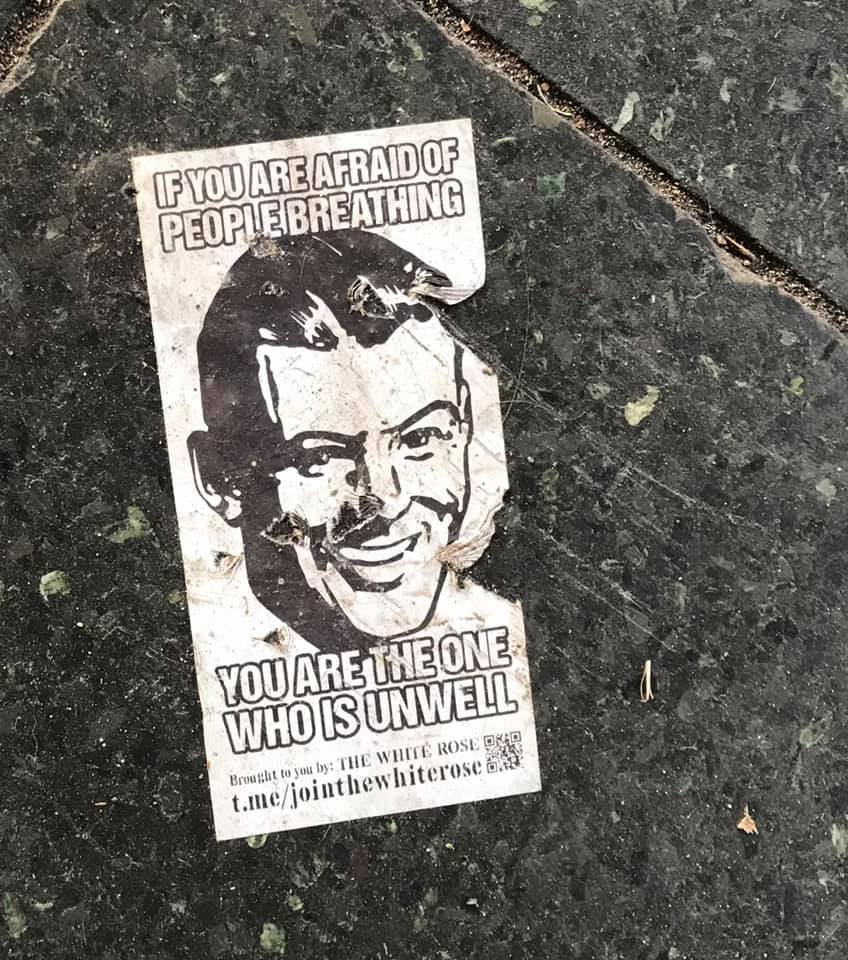 IF YOU ARE AFRAID OF
PEOPLE BREATHING
YOU ARE THE ONE
WHO IS UNWELL
Brought to you by: THE WHITE ROSE
t.me/jointhewhiterose